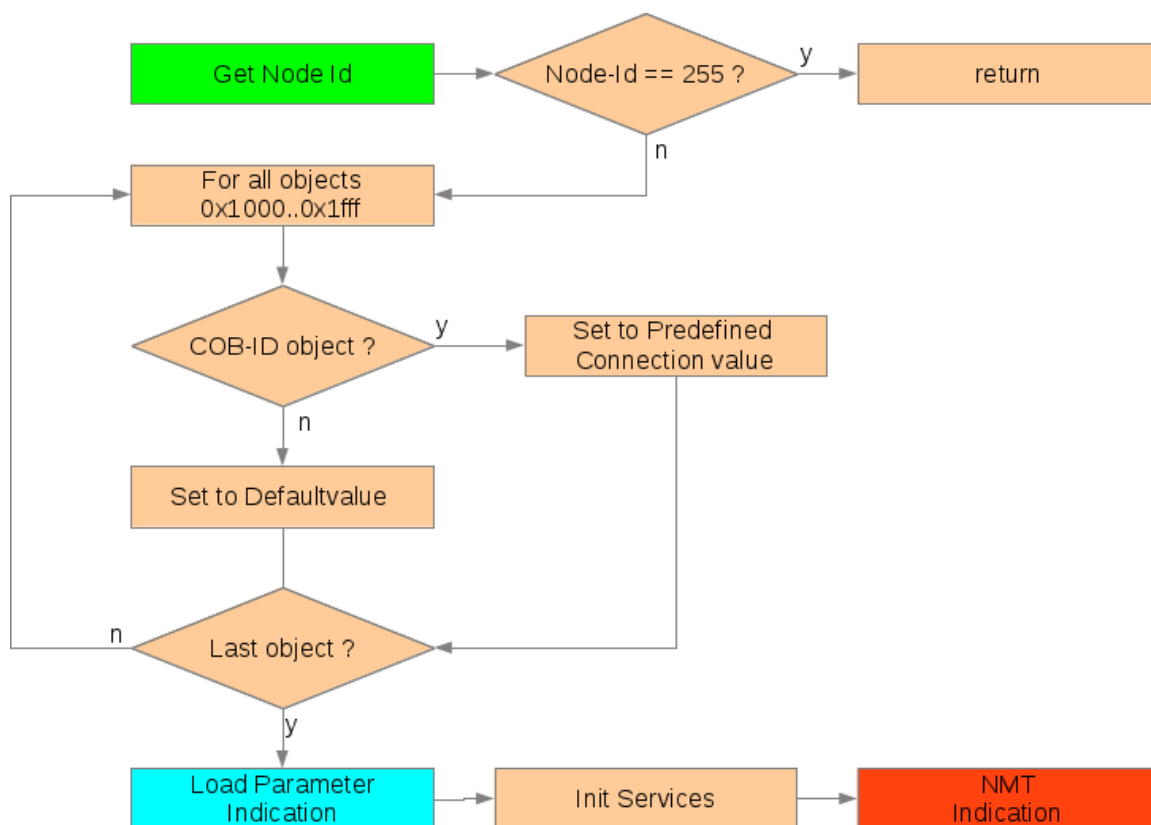 Get Node Id
Node-Id == 255 ?
y
return
n
For all objects
0x1000..0x1fff
COB-ID object ?
y
Set to Predefined
Connection value
n
Set to Defaultvalue
n
Last object ?
y
Load Parameter
Indication
Init Services
NMT
Indication